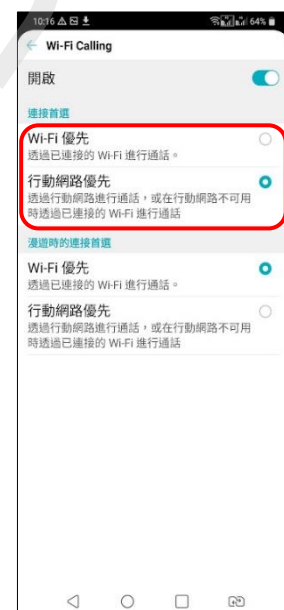 10:16 64%
Wi-Fi Calling
開啟
連接首選
Wi-Fi 優先
透過已連接的 Wi-Fi 進行通話。
行動網路優先
透過行動網路進行通話，或在行動網路不可用
時透過已連接的 Wi-Fi 進行通話
漫遊時的連接首選
Wi-Fi 優先
透過已連接的 Wi-Fi 進行通話。
行動網路優先
透過行動網路進行通話，或在行動網路不可用
時透過已連接的 Wi-Fi 進行通話